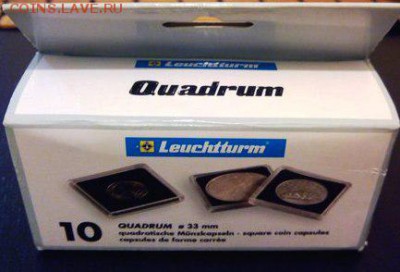 COINS.LAVE.RU
Leuchtturm
Quadrum
Leuchtturm
10
QUADRUM ø 33 mm
quadratische Münzkapseln - square coin capsules
capsules de forme carrée